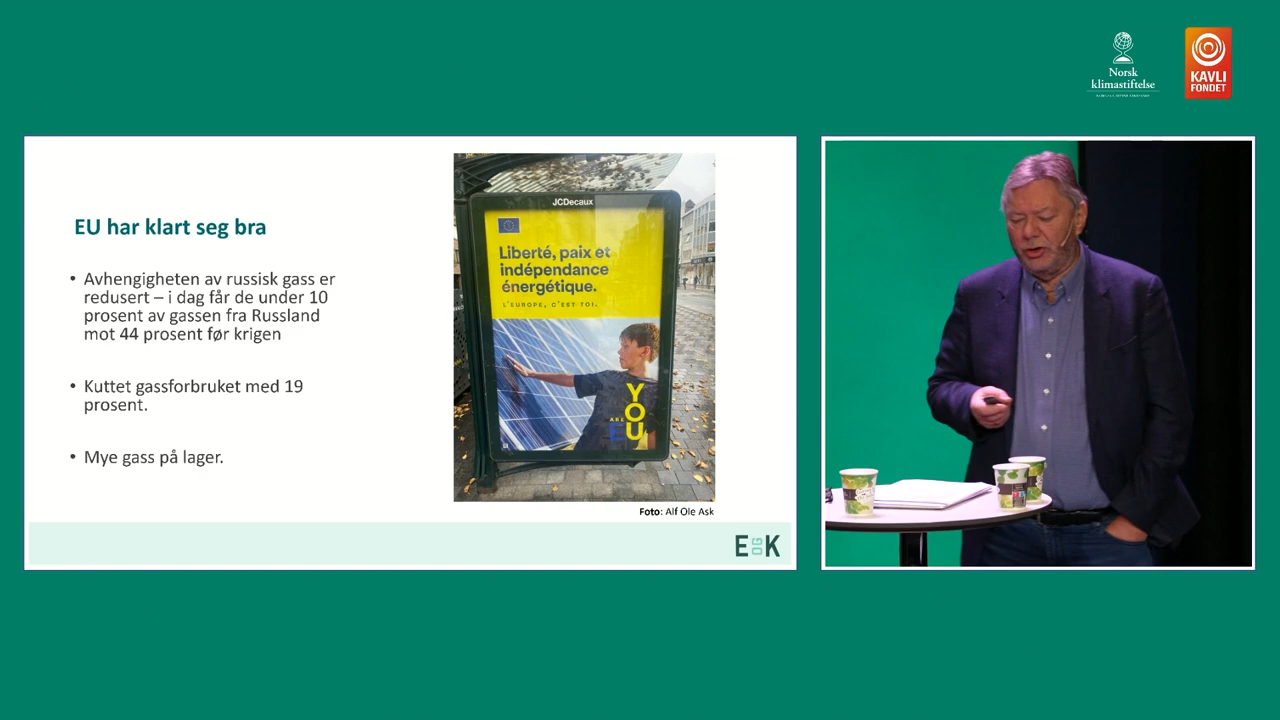 Norsk
klimastiftelse
KAVLI
FONDET
EU har klart seg bra
• Avhengigheten av russisk gass er
redusert – i dag får de under 10
prosent av gassen fra Russland
mot 44 prosent før krigen
• Kuttet gassforbruket med 19
prosent.
• Mye gass på lager.
JCDecaux
Liberté, paix et
indépendance
énergétique.
L'EUROPE, C'EST TOI.
YOU
ARE
EU
Foto: Alf Ole Ask
E OG K